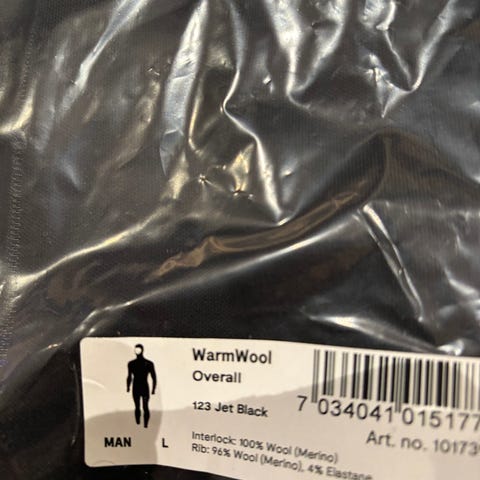 WarmWool
Overall
123 Jet Black
MAN L
Interlock: 100% Wool (Merino)
Rib: 96% Wool (Merino), 4% Elastane
7 034041 015177
Art. no. 101739